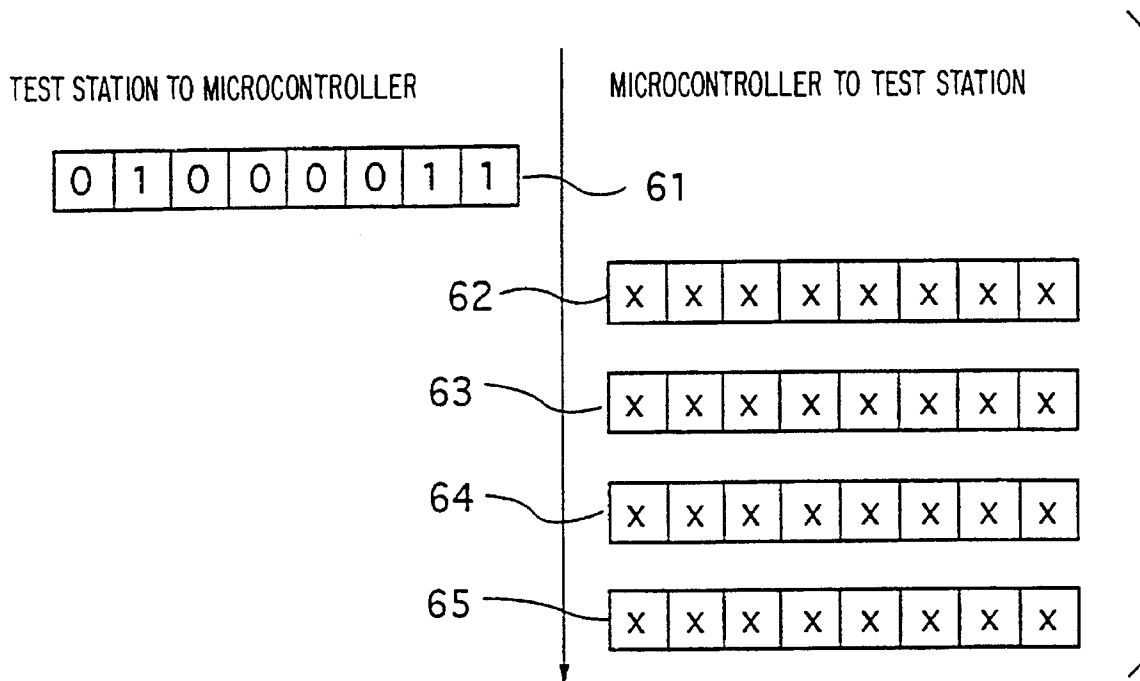 TEST STATION TO MICROCONTROLLER
MICROCONTROLLER TO TEST STATION
0 1 0 0 0 0 1 1
61
62
X X X X X X X X
63
X X X X X X X X
64
X X X X X X X X
65
X X X X X X X X